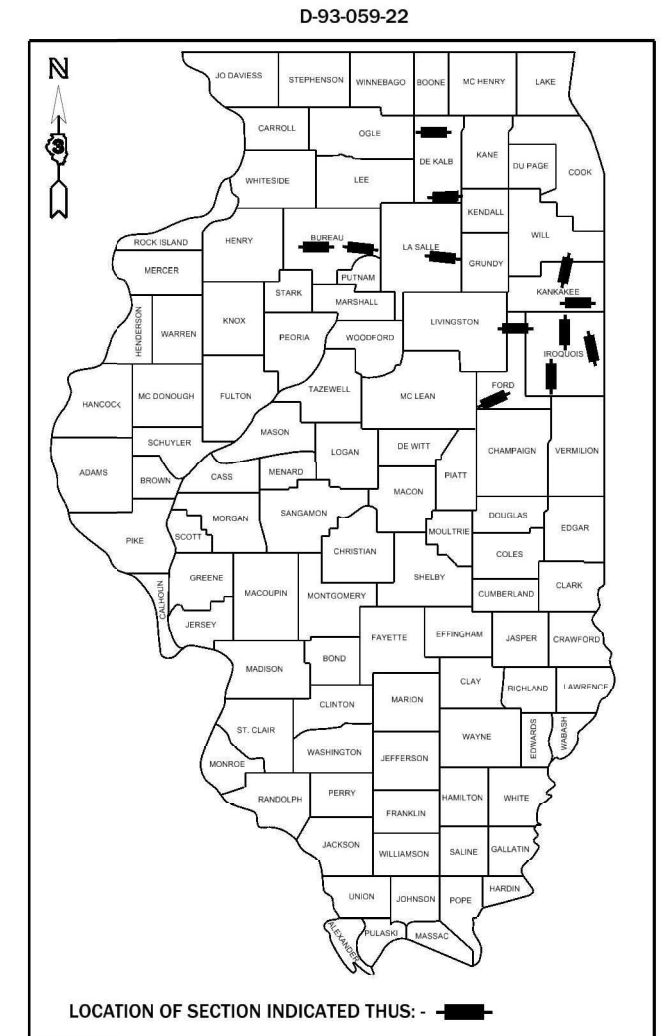 D-93-059-22
N
3
JO DAVIESS
STEPHENSON
WINNEBAGO
BOONE
MC HENRY
LAKE
CARROLL
OGLE
DE KALB
KANE
DU PAGE
COOK
WHITESIDE
LEE
KENDALL
ROCK ISLAND
HENRY
BUREAU
LA SALLE
GRUNDY
WILL
MERCER
PUTNAM
KANKAKEE
STARK
MARSHALL
HENDERSON
WARREN
KNOX
PEORIA
WOODFORD
LIVINGSTON
IROQUOIS
HANCOCK
MC DONOUGH
FULTON
TAZEWELL
MC LEAN
FORD
SCHUYLER
MASON
LOGAN
DE WITT
CHAMPAIGN
VERMILION
ADAMS
BROWN
CASS
MENARD
MACON
PIATT
PIKE
SCOTT
MORGAN
SANGAMON
CHRISTIAN
MOULTRIE
DOUGLAS
EDGAR
COLES
CALHOUN
GREENE
MACOUPIN
MONTGOMERY
SHELBY
CUMBERLAND
CLARK
JERSEY
FAYETTE
EFFINGHAM
JASPER
CRAWFORD
MADISON
BOND
CLAY
RICHLAND
LAWRENCE
CLINTON
MARION
ST. CLAIR
WAYNE
EDWARDS
WABASH
MONROE
WASHINGTON
JEFFERSON
RANDOLPH
PERRY
HAMILTON
WHITE
FRANKLIN
JACKSON
WILLIAMSON
SALINE
GALLATIN
UNION
JOHNSON
POPE
HARDIN
ALEXANDER
PULASKI
MASSAC
LOCATION OF SECTION INDICATED THUS: -